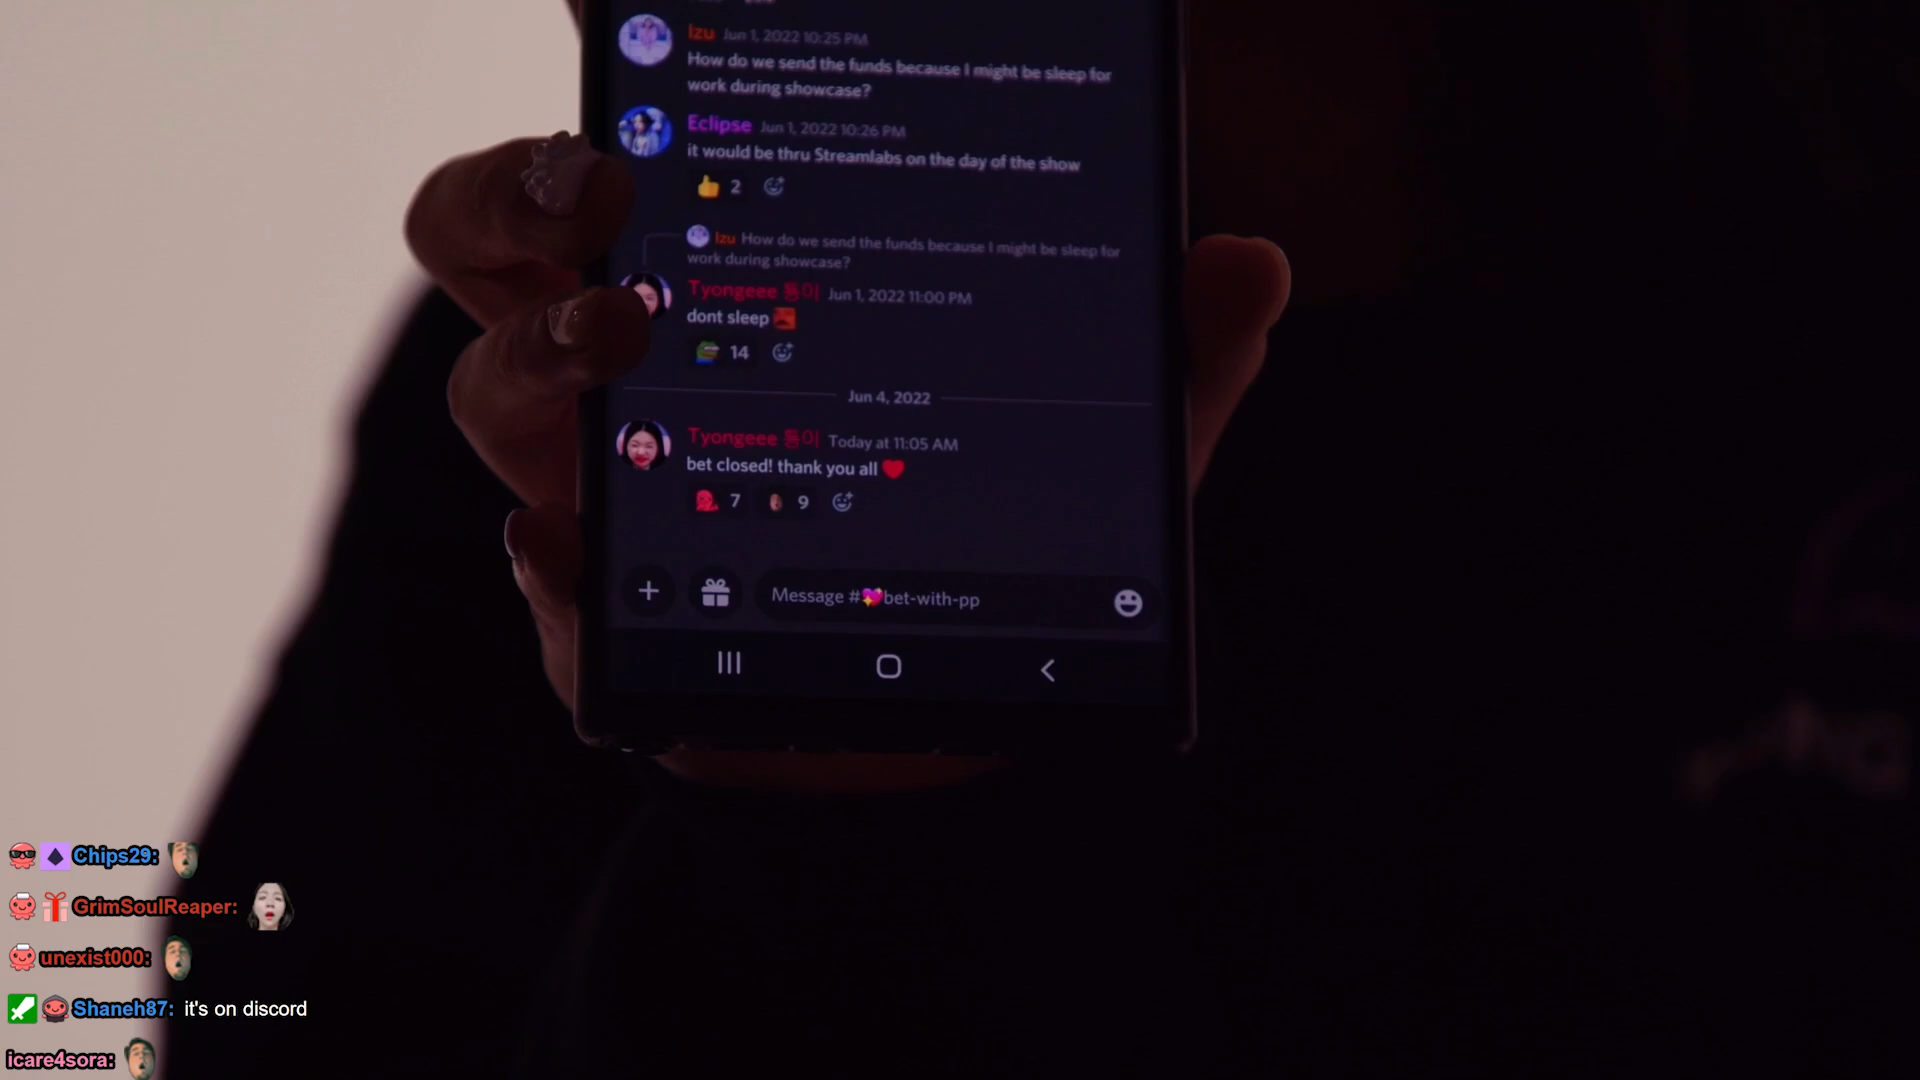 Izu Jun 1, 2022 10:25 PM
How do we send the funds because I might be sleep for
work during showcase?
Eclipse Jun 1, 2022 10:26 PM
it would be thru Streamlabs on the day of the show
2
Izu How do we send the funds because I might be sleep for
work during showcase?
Tyongeee 통이 Jun 1, 2022 11:00 PM
dont sleep
14
Jun 4, 2022
Tyongeee 통이 Today at 11:05 AM
bet closed! thank you all ❤️
7 9
Message #💖bet-with-pp
Chips29:
GrimSoulReaper:
unexist000:
Shaneh87: it's on discord
icare4sora: